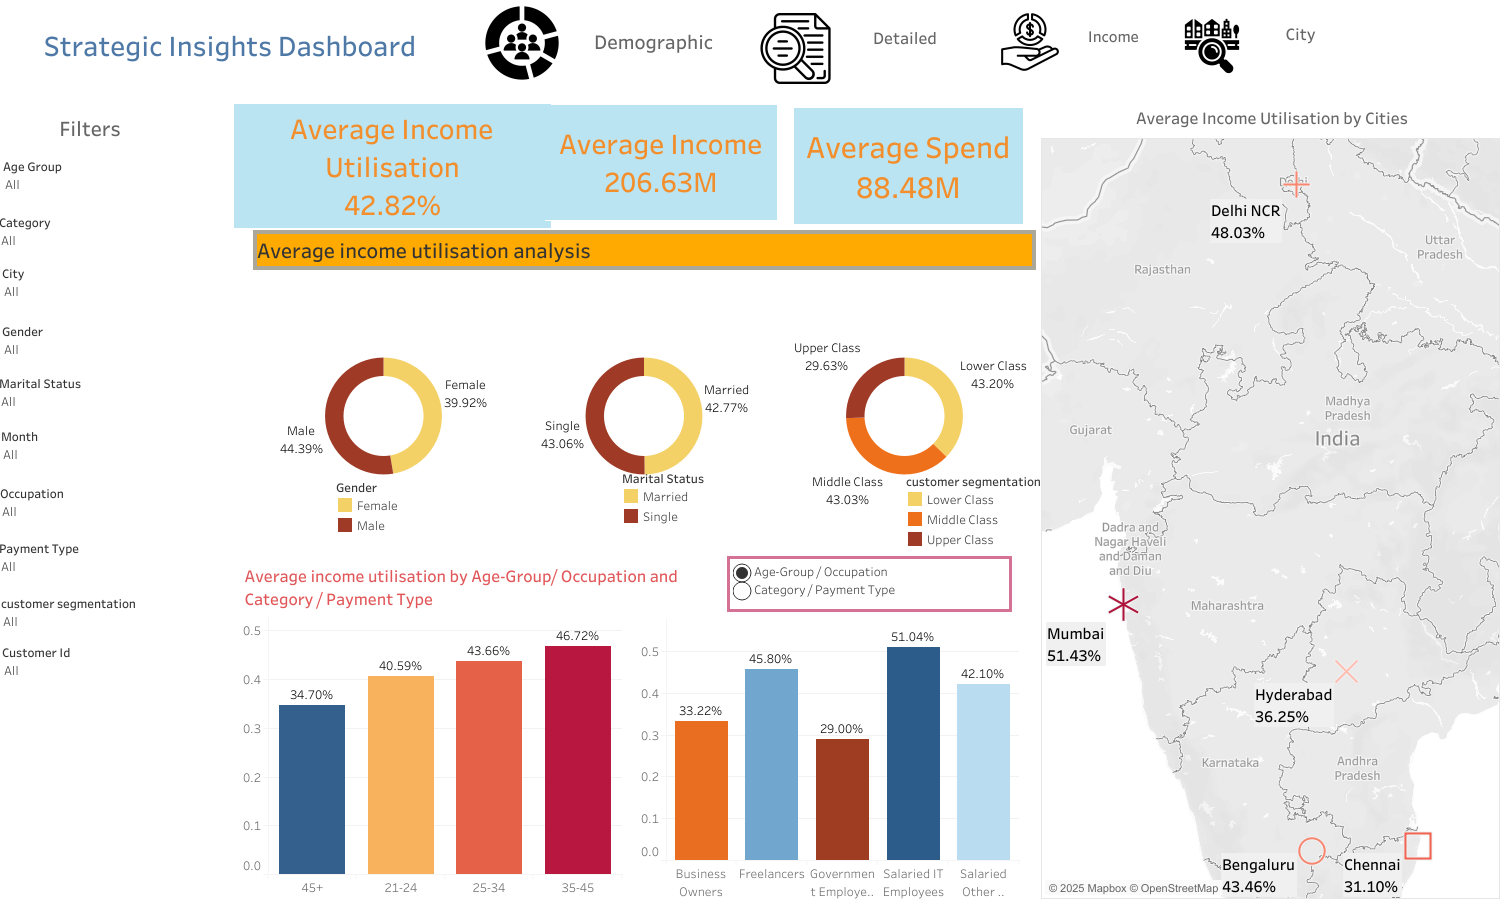 Strategic Insights Dashboard
Demographic
Detailed
Income
City
Filters
Age Group
All
Category
All
City
All
Gender
All
Marital Status
All
Month
All
Occupation
All
Payment Type
All
customer segmentation
All
Customer Id
All
Average Income
Utilisation
42.82%
Average Income
206.63M
Average Spend
88.48M
Average income utilisation analysis
Female
39.92%
Male
44.39%
Gender
Female
Male
Married
42.77%
Single
43.06%
Marital Status
Married
Single
Upper Class
29.63%
Lower Class
43.20%
Middle Class
43.03%
customer segmentation
Lower Class
Middle Class
Upper Class
Average income utilisation by Age-Group/ Occupation and
Category / Payment Type
Age-Group / Occupation
Category / Payment Type
0.5
0.4
0.3
0.2
0.1
0.0
34.70%
40.59%
43.66%
46.72%
45+
21-24
25-34
35-45
0.5
0.4
0.3
0.2
0.1
0.0
33.22%
45.80%
29.00%
51.04%
42.10%
Business
Owners
Freelancers
Governmen
t Employe..
Salaried IT
Employees
Salaried
Other ..
Average Income Utilisation by Cities
Delhi
Delhi NCR
48.03%
Uttar
Pradesh
Rajasthan
Madhya
Pradesh
India
Gujarat
Dadra and
Nagar Haveli
and Daman
and Diu
Maharashtra
Mumbai
51.43%
Hyderabad
36.25%
Karnataka
Andhra
Pradesh
Bengaluru
43.46%
Chennai
31.10%
© 2025 Mapbox © OpenStreetMap